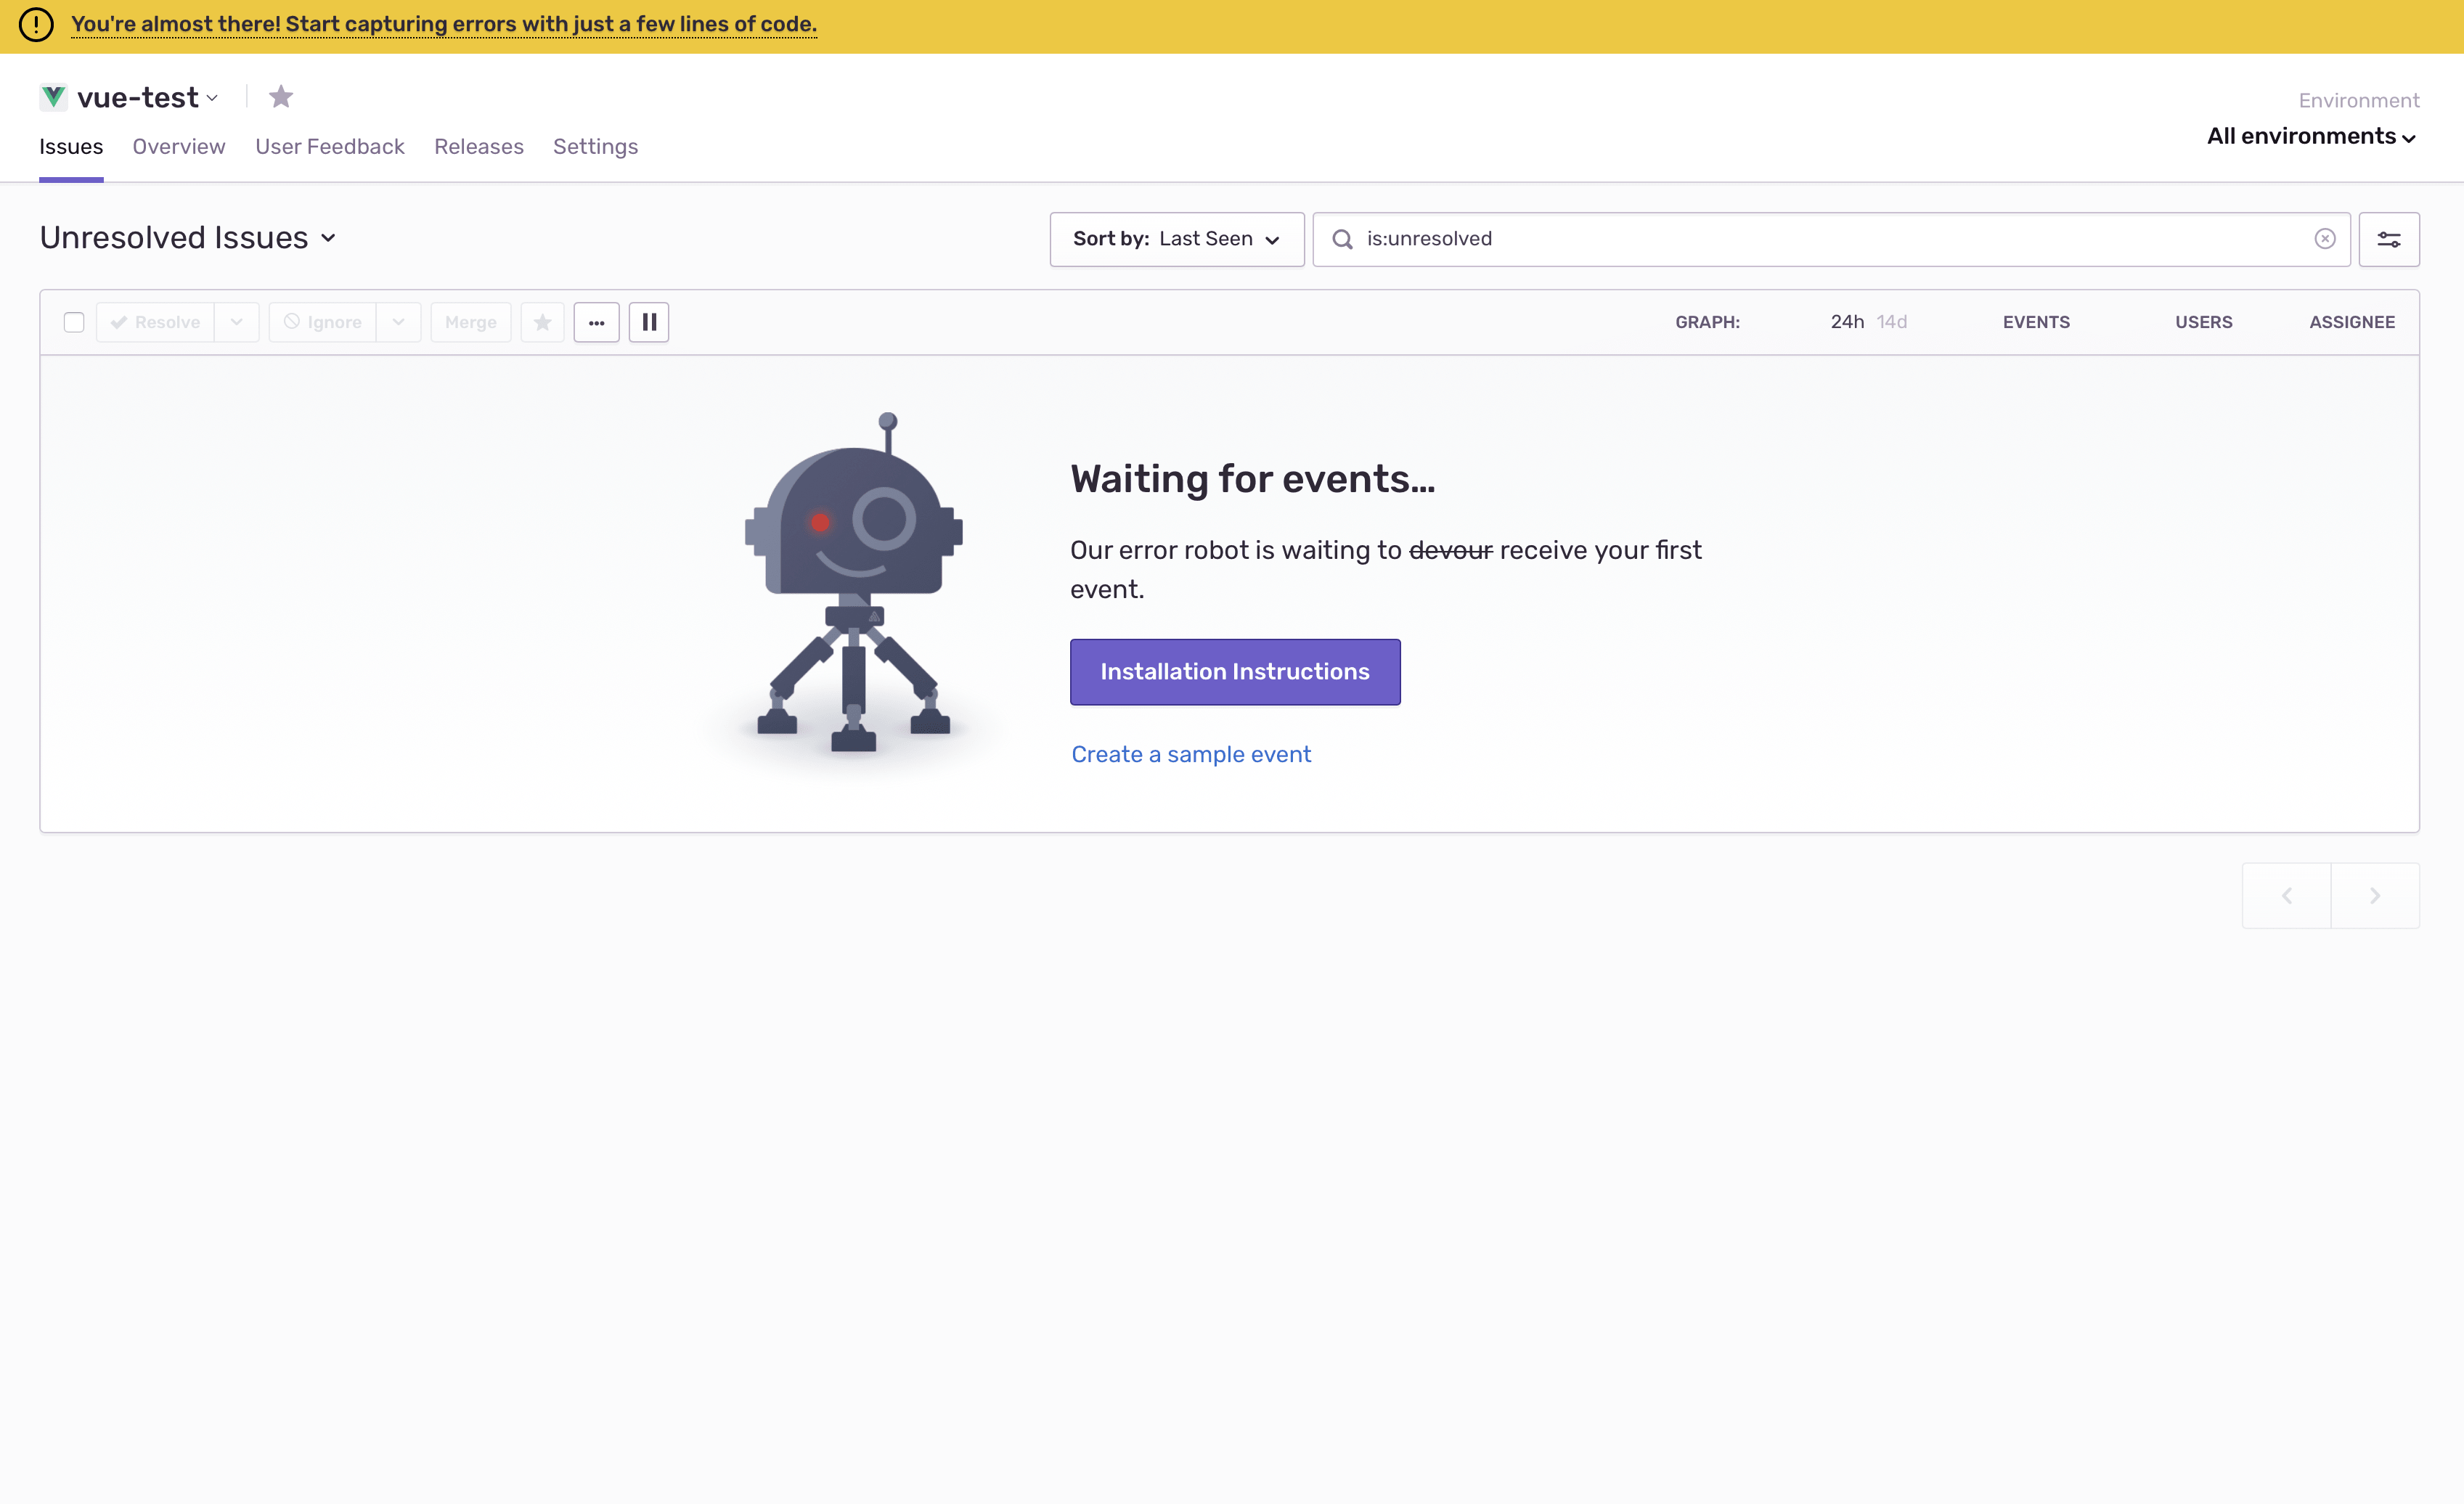 You're almost there! Start capturing errors with just a few lines of code.
vue-test
Environment
All environments
Issues Overview User Feedback Releases Settings
Unresolved Issues
Sort by: Last Seen
is:unresolved
Resolve Ignore Merge
GRAPH: 24h 14d EVENTS USERS ASSIGNEE
Waiting for events…
Our error robot is waiting to devour receive your first
event.
Installation Instructions
Create a sample event